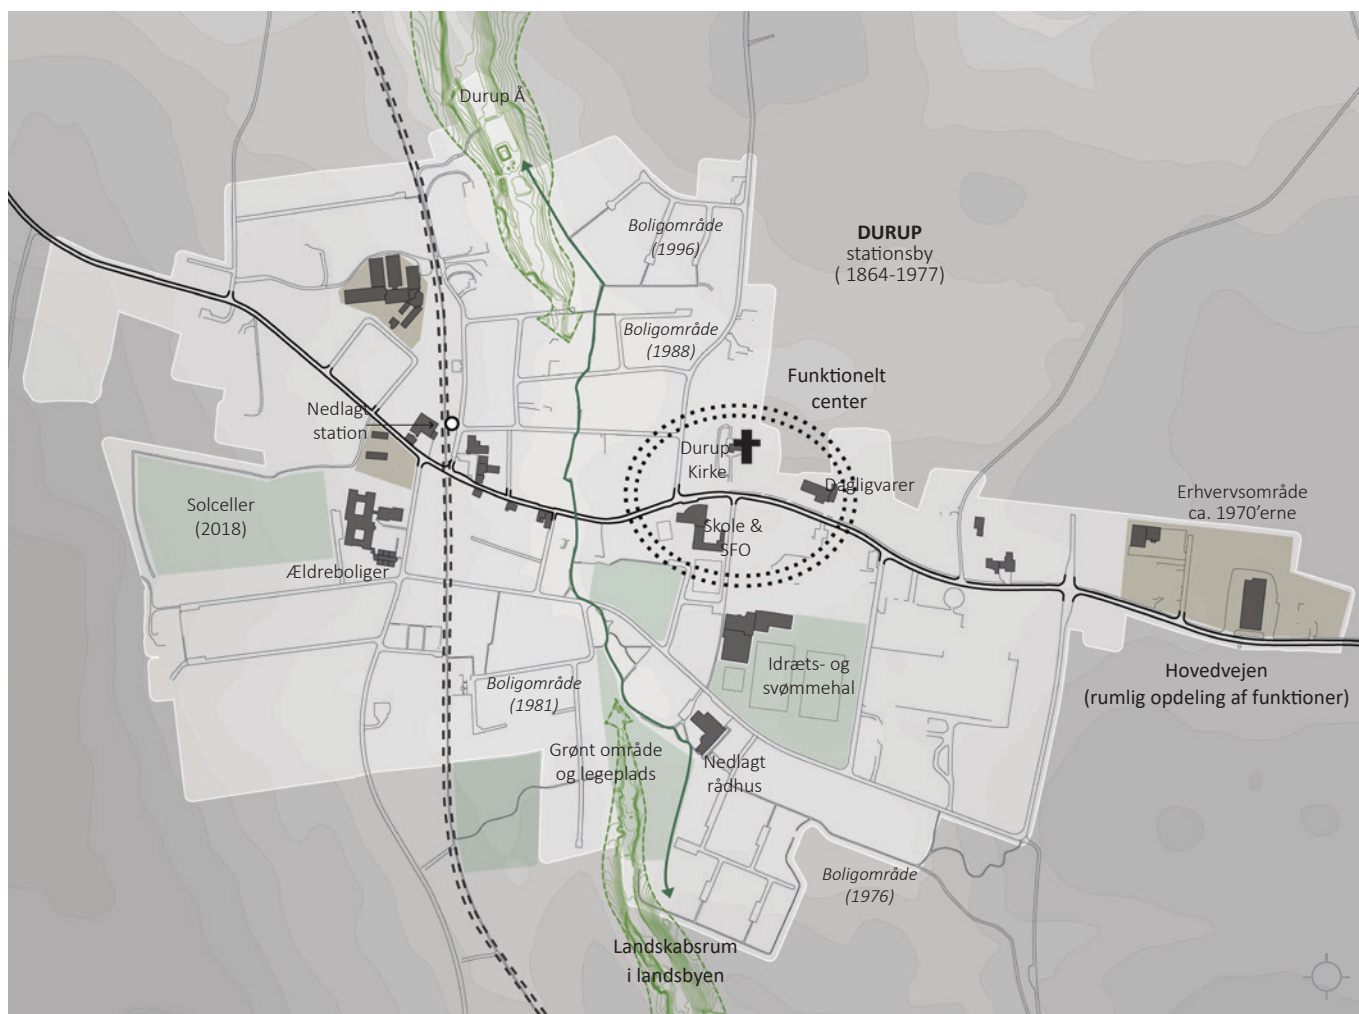 Durup Å
Boligområde
(1996)
DURUP
stationsby
( 1864-1977)
Boligområde
(1988)
Funktionelt
center
Nedlagt
station
Durup
Kirke
Dagligvarer
Solceller
(2018)
Skole &
SFO
Erhvervsområde
ca. 1970'erne
Ældreboliger
Idræts- og
svømmehal
Hovedvejen
(rumlig opdeling af funktioner)
Boligområde
(1981)
Grønt område
og legeplads
Nedlagt
rådhus
Boligområde
(1976)
Landskabsrum
i landsbyen